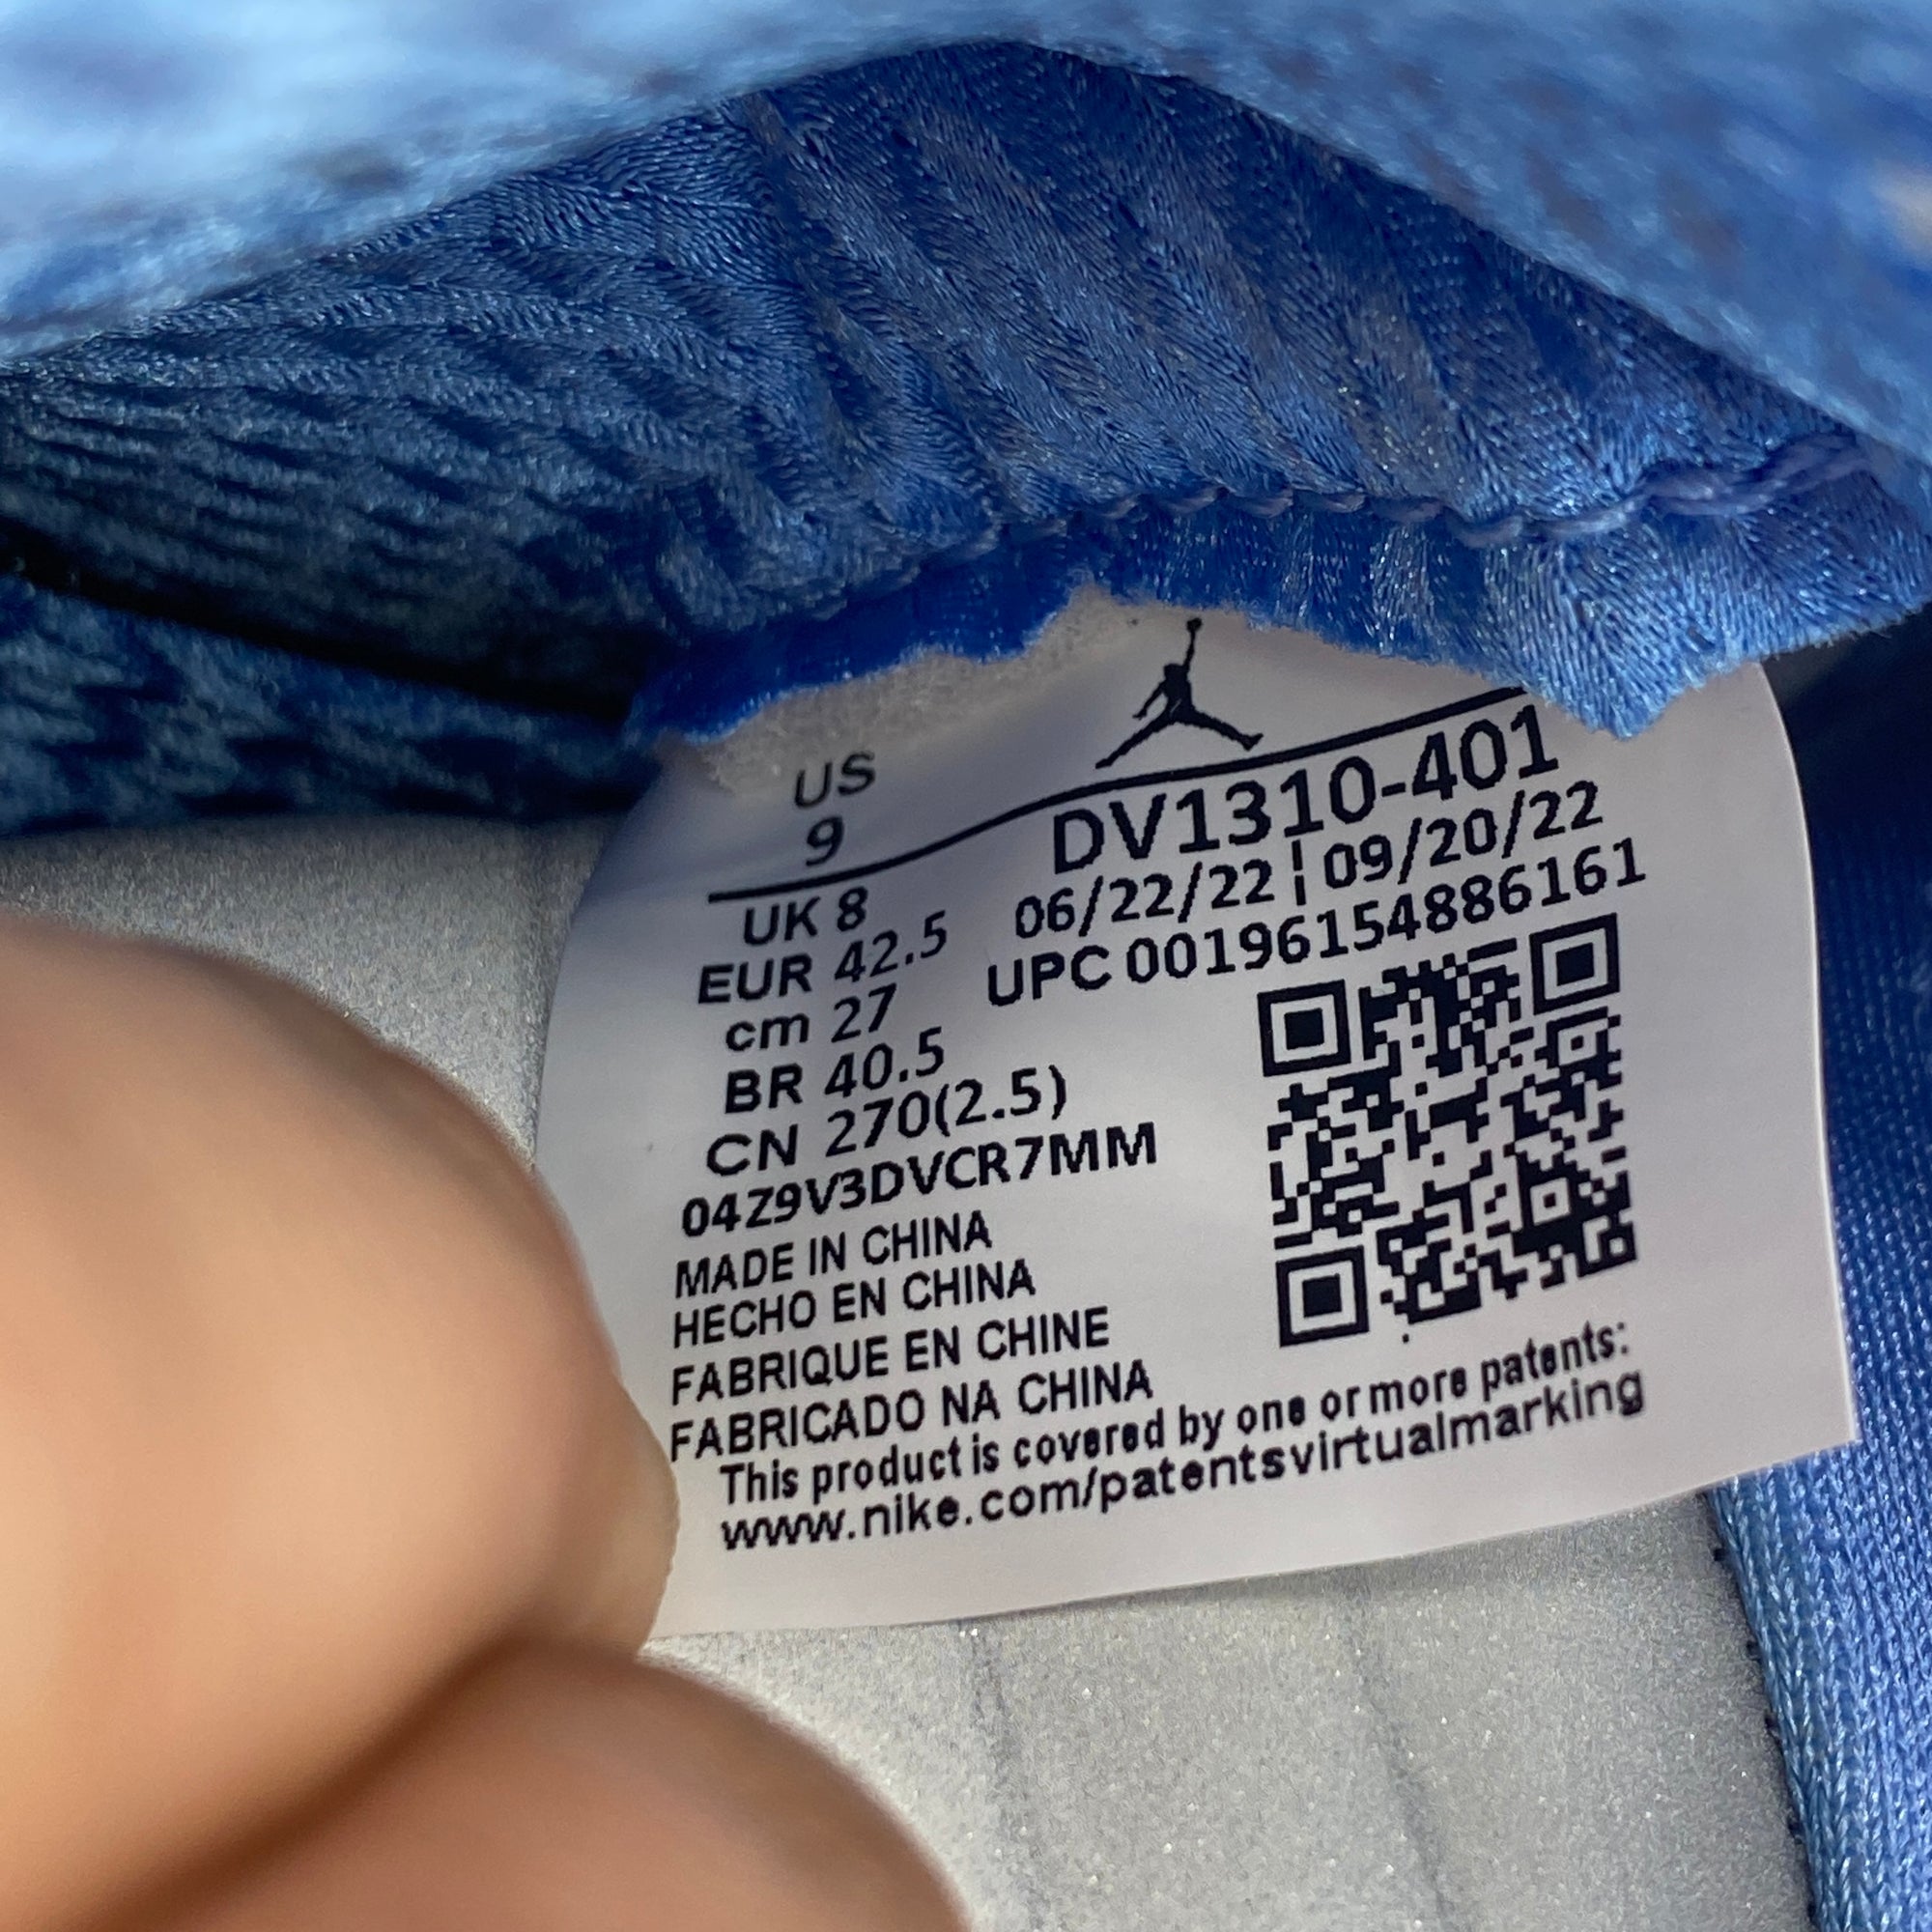 US
9
DV1310-401
06/22/22 ¦ 09/20/22
UPC 00196154886161
UK 8
EUR 42.5
cm 27
BR 40.5
CN 270(2.5)
04Z9V3DVCR7MM
MADE IN CHINA
HECHO EN CHINA
FABRIQUE EN CHINE
FABRICADO NA CHINA
This product is covered by one or more patents:
www.nike.com/patentsvirtualmarking